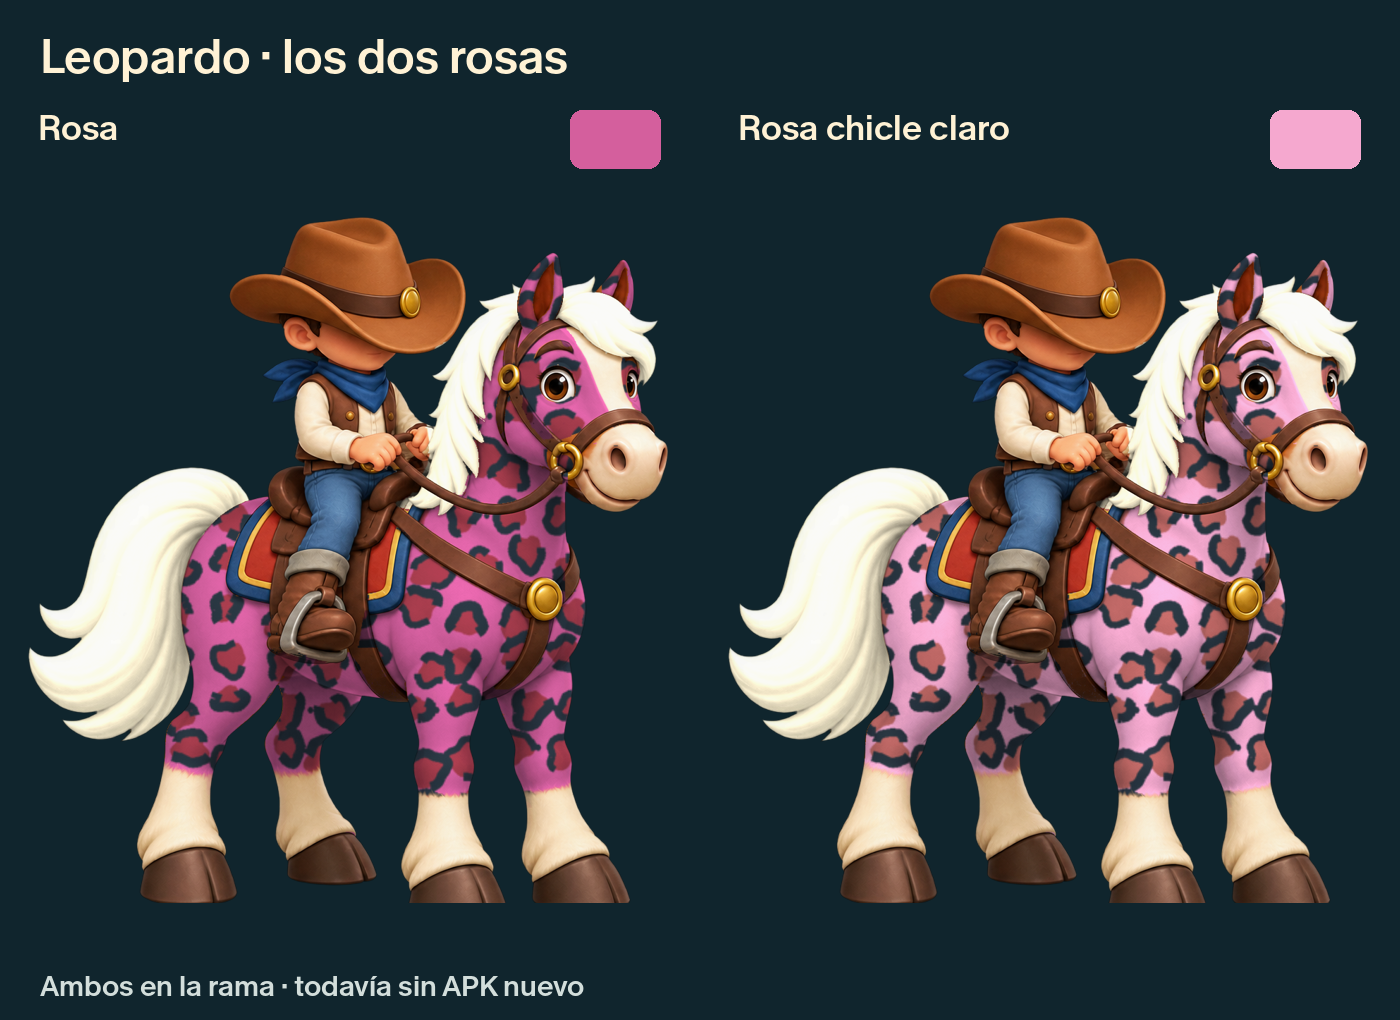 Leopardo · los dos rosas
Rosa
Rosa chicle claro
Ambos en la rama · todavía sin APK nuevo